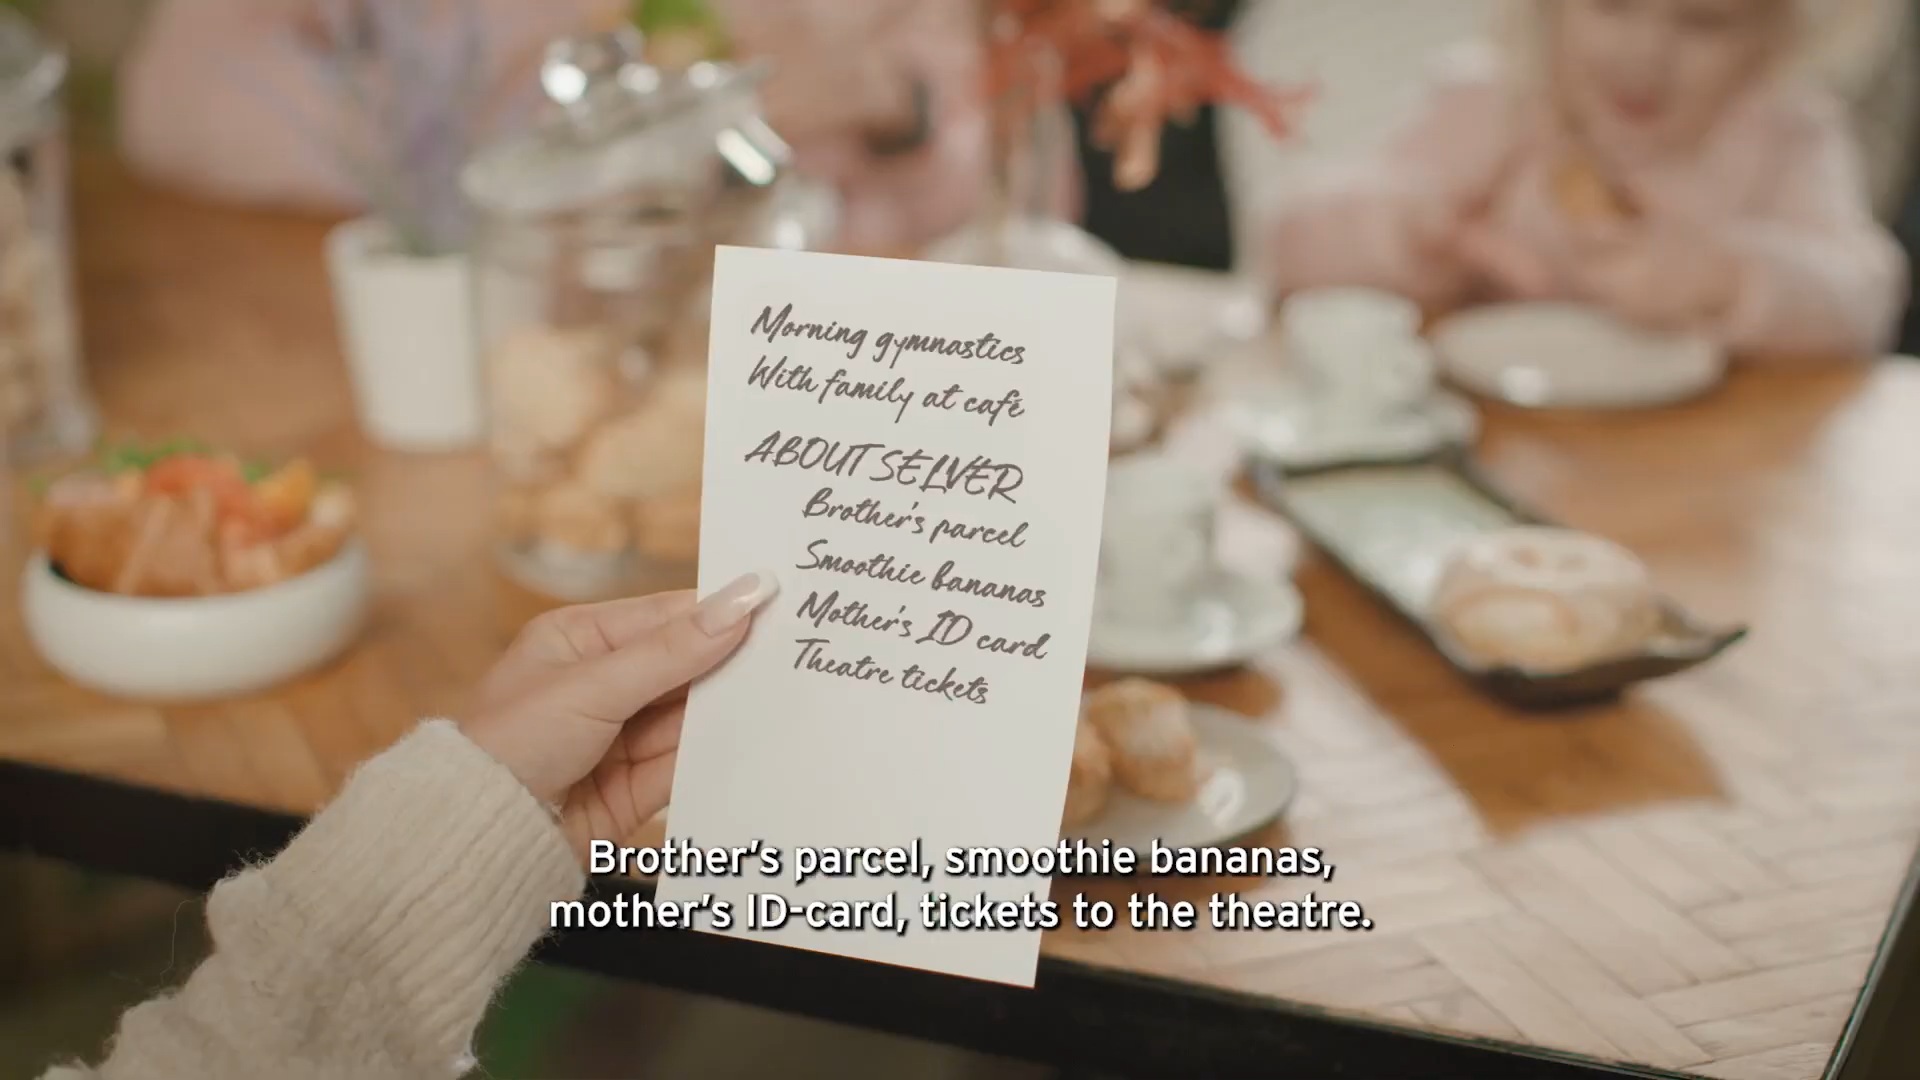 Morning gymnastics
With family at café
ABOUT SELVER
Brother's parcel
Smoothie bananas
Mother's ID card
Theatre tickets
Brother's parcel, smoothie bananas,
mother's ID-card, tickets to the theatre.